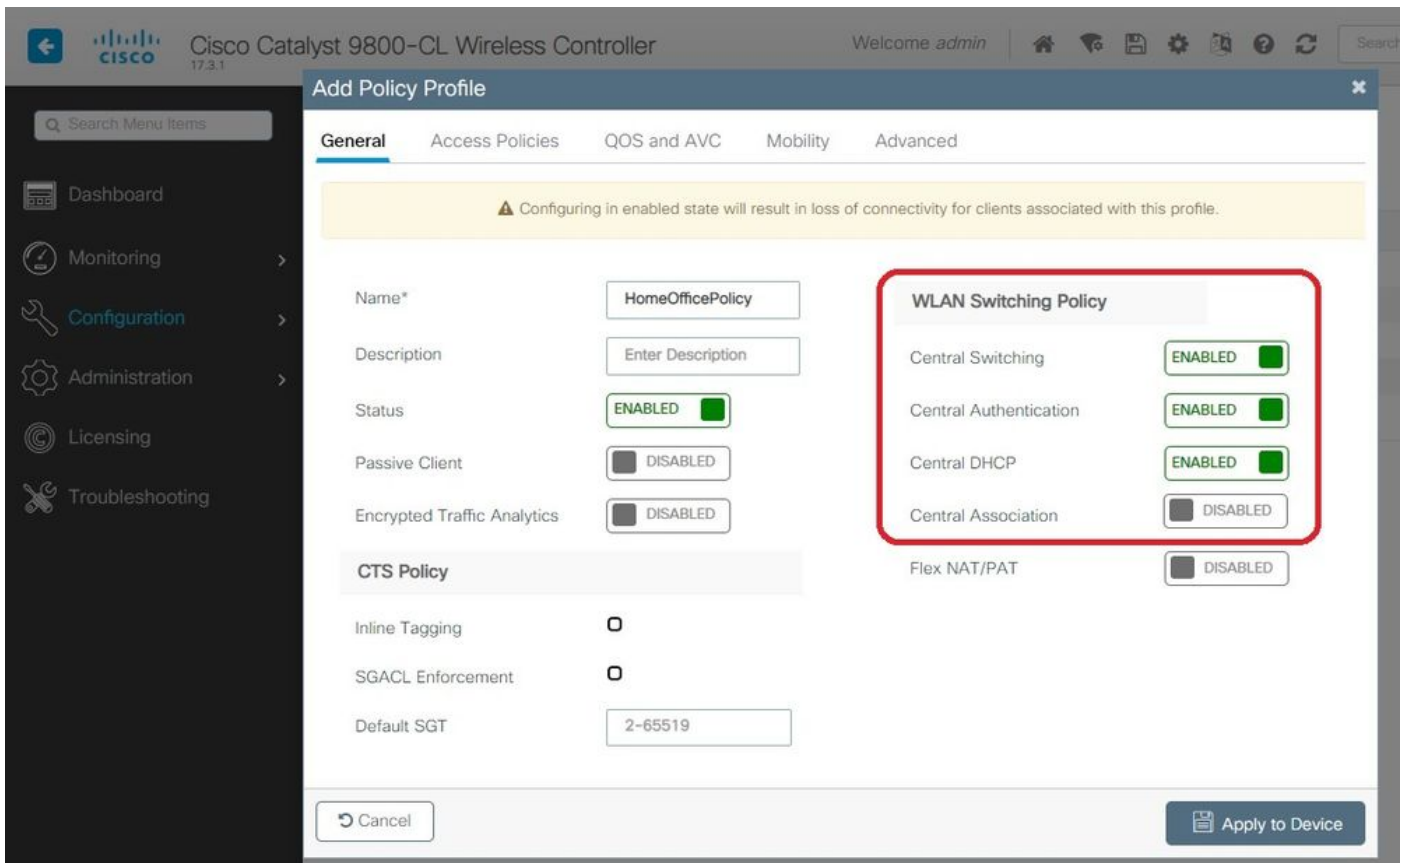 CISCO
Cisco Catalyst 9800-CL Wireless Controller
17.3.1
Welcome admin
Search
Search Menu Items
Dashboard
Monitoring
Configuration
Administration
Licensing
Troubleshooting
Add Policy Profile
General Access Policies QOS and AVC Mobility Advanced
Configuring in enabled state will result in loss of connectivity for clients associated with this profile.
Name* HomeOfficePolicy
Description Enter Description
Status ENABLED
Passive Client DISABLED
Encrypted Traffic Analytics DISABLED
CTS Policy
Inline Tagging
SGACL Enforcement
Default SGT 2-65519
WLAN Switching Policy
Central Switching ENABLED
Central Authentication ENABLED
Central DHCP ENABLED
Central Association DISABLED
Flex NAT/PAT DISABLED
Cancel
Apply to Device